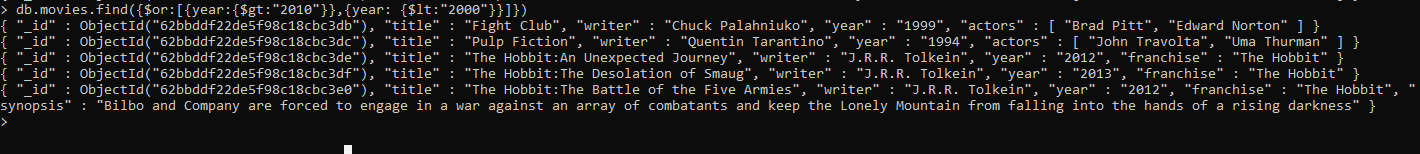 > db.movies.find({$or:[{year:{$gt:"2010"}},{year: {$lt:"2000"}}]})
{ "_id" : ObjectId("62bbddf22de5f98c18cbc3db"), "title" : "Fight Club", "writer" : "Chuck Palahniuko", "year" : "1999", "actors" : [ "Brad Pitt", "Edward Norton" ] }
{ "_id" : ObjectId("62bbddf22de5f98c18cbc3dc"), "title" : "Pulp Fiction", "writer" : "Quentin Tarantino", "year" : "1994", "actors" : [ "John Travolta", "Uma Thurman" ] }
{ "_id" : ObjectId("62bbddf22de5f98c18cbc3de"), "title" : "The Hobbit:An Unexpected Journey", "writer" : "J.R.R. Tolkein", "year" : "2012", "franchise" : "The Hobbit" }
{ "_id" : ObjectId("62bbddf22de5f98c18cbc3df"), "title" : "The Hobbit:The Desolation of Smaug", "writer" : "J.R.R. Tolkein", "year" : "2013", "franchise" : "The Hobbit" }
{ "_id" : ObjectId("62bbddf22de5f98c18cbc3e0"), "title" : "The Hobbit:The Battle of the Five Armies", "writer" : "J.R.R. Tolkein", "year" : "2012", "franchise" : "The Hobbit", "
synopsis" : "Bilbo and Company are forced to engage in a war against an array of combatants and keep the Lonely Mountain from falling into the hands of a rising darkness" }
>